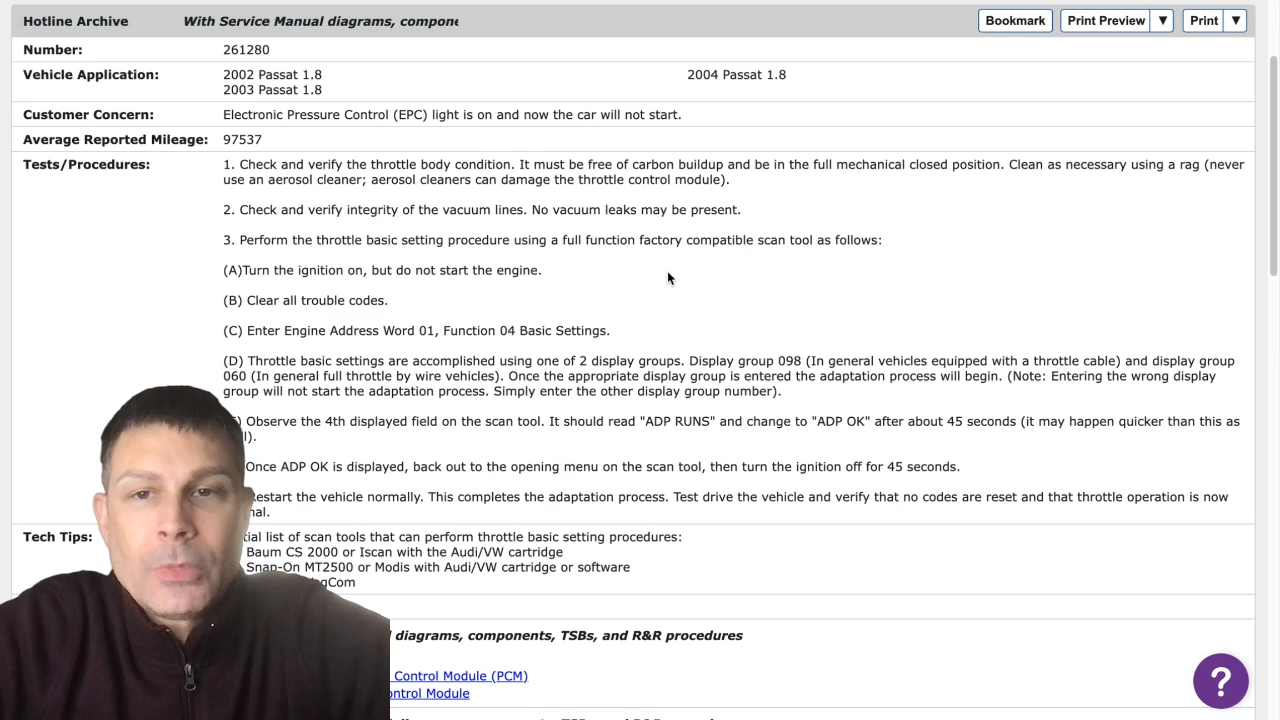 Hotline Archive With Service Manual diagrams, compone Bookmark Print Preview ▼ Print ▼
Number: 261280
Vehicle Application: 2002 Passat 1.8 2004 Passat 1.8
2003 Passat 1.8
Customer Concern: Electronic Pressure Control (EPC) light is on and now the car will not start.
Average Reported Mileage: 97537
Tests/Procedures: 1. Check and verify the throttle body condition. It must be free of carbon buildup and be in the full mechanical closed position. Clean as necessary using a rag (never
use an aerosol cleaner; aerosol cleaners can damage the throttle control module).
2. Check and verify integrity of the vacuum lines. No vacuum leaks may be present.
3. Perform the throttle basic setting procedure using a full function factory compatible scan tool as follows:
(A)Turn the ignition on, but do not start the engine.
(B) Clear all trouble codes.
(C) Enter Engine Address Word 01, Function 04 Basic Settings.
(D) Throttle basic settings are accomplished using one of 2 display groups. Display group 098 (In general vehicles equipped with a throttle cable) and display group
060 (In general full throttle by wire vehicles). Once the appropriate display group is entered the adaptation process will begin. (Note: Entering the wrong display
group will not start the adaptation process. Simply enter the other display group number).
) Observe the 4th displayed field on the scan tool. It should read "ADP RUNS" and change to "ADP OK" after about 45 seconds (it may happen quicker than this as
l).
Once ADP OK is displayed, back out to the opening menu on the scan tool, then turn the ignition off for 45 seconds.
Restart the vehicle normally. This completes the adaptation process. Test drive the vehicle and verify that no codes are reset and that throttle operation is now
nal.
Tech Tips: tial list of scan tools that can perform throttle basic setting procedures:
Baum CS 2000 or Iscan with the Audi/VW cartridge
Snap-On MT2500 or Modis with Audi/VW cartridge or software
gCom
diagrams, components, TSBs, and R&R procedures
Control Module (PCM)
ontrol Module
?